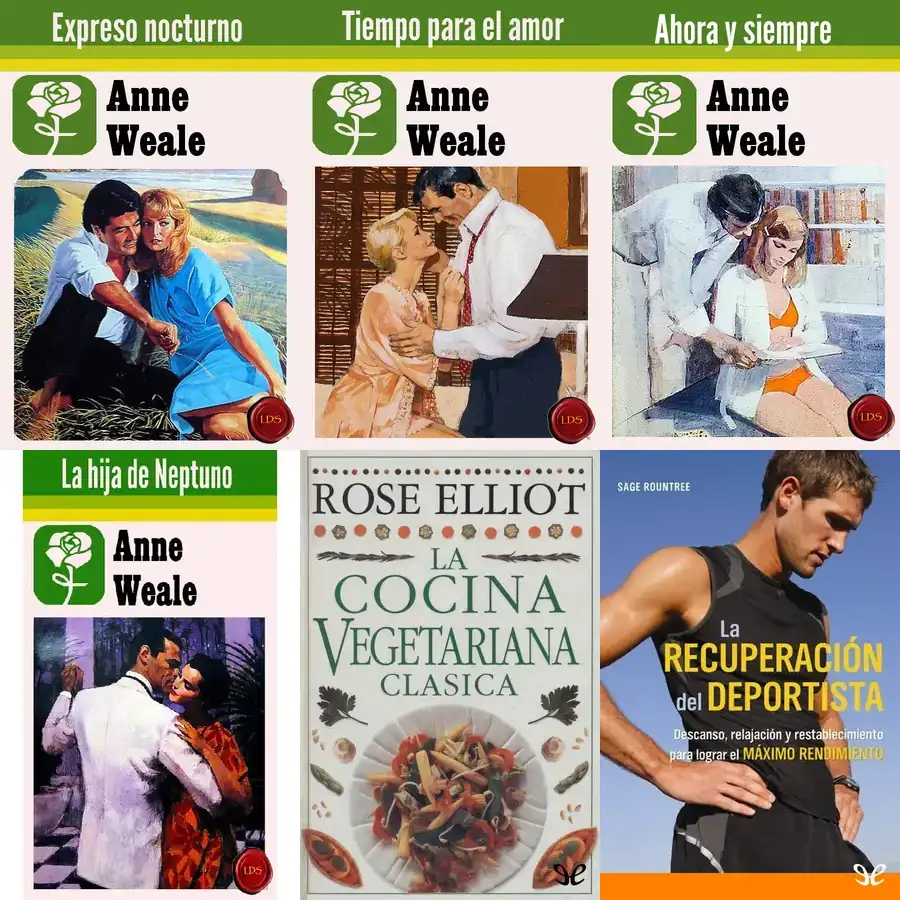 Expreso nocturno
Anne
Weale
LDS
Tiempo para el amor
Anne
Weale
LDS
Ahora y siempre
Anne
Weale
LDS
La hija de Neptuno
Anne
Weale
LDS
ROSE ELLIOT
LA
COCINA
VEGETARIANA
CLASICA
SAGE ROUNTREE
La
RECUPERACIÓN
del DEPORTISTA
Descanso, relajación y restablecimiento
para lograr el MÁXIMO RENDIMIENTO